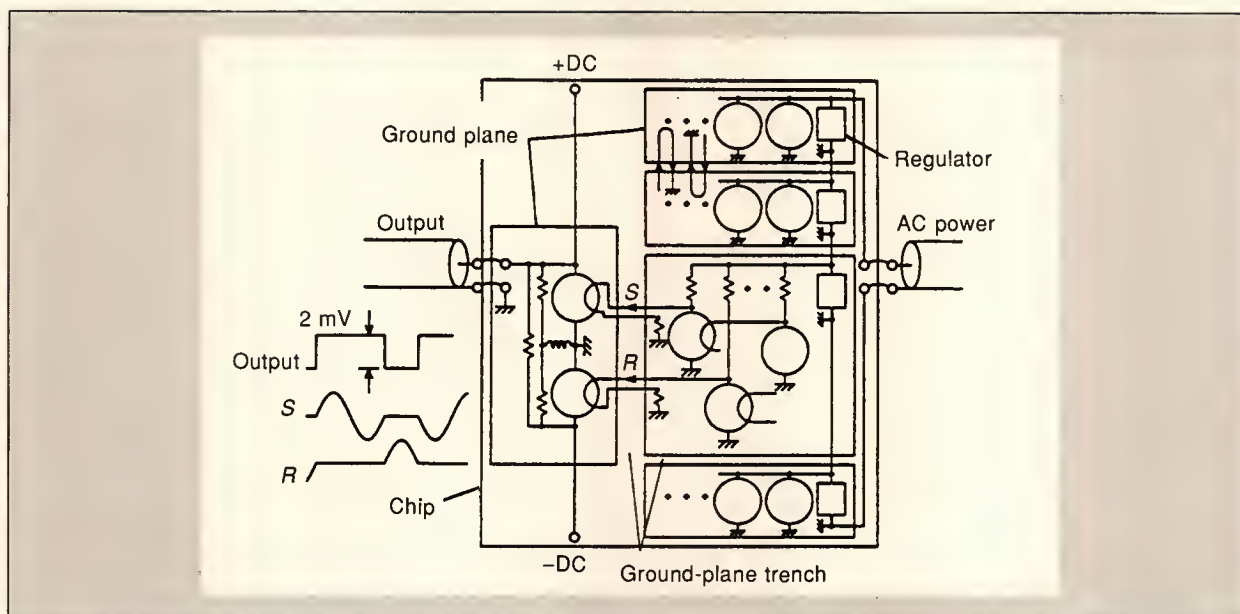 +DC
Ground plane
Regulator
Output
AC power
S
2 mV
Output
R
S
R
Chip
−DC
Ground-plane trench